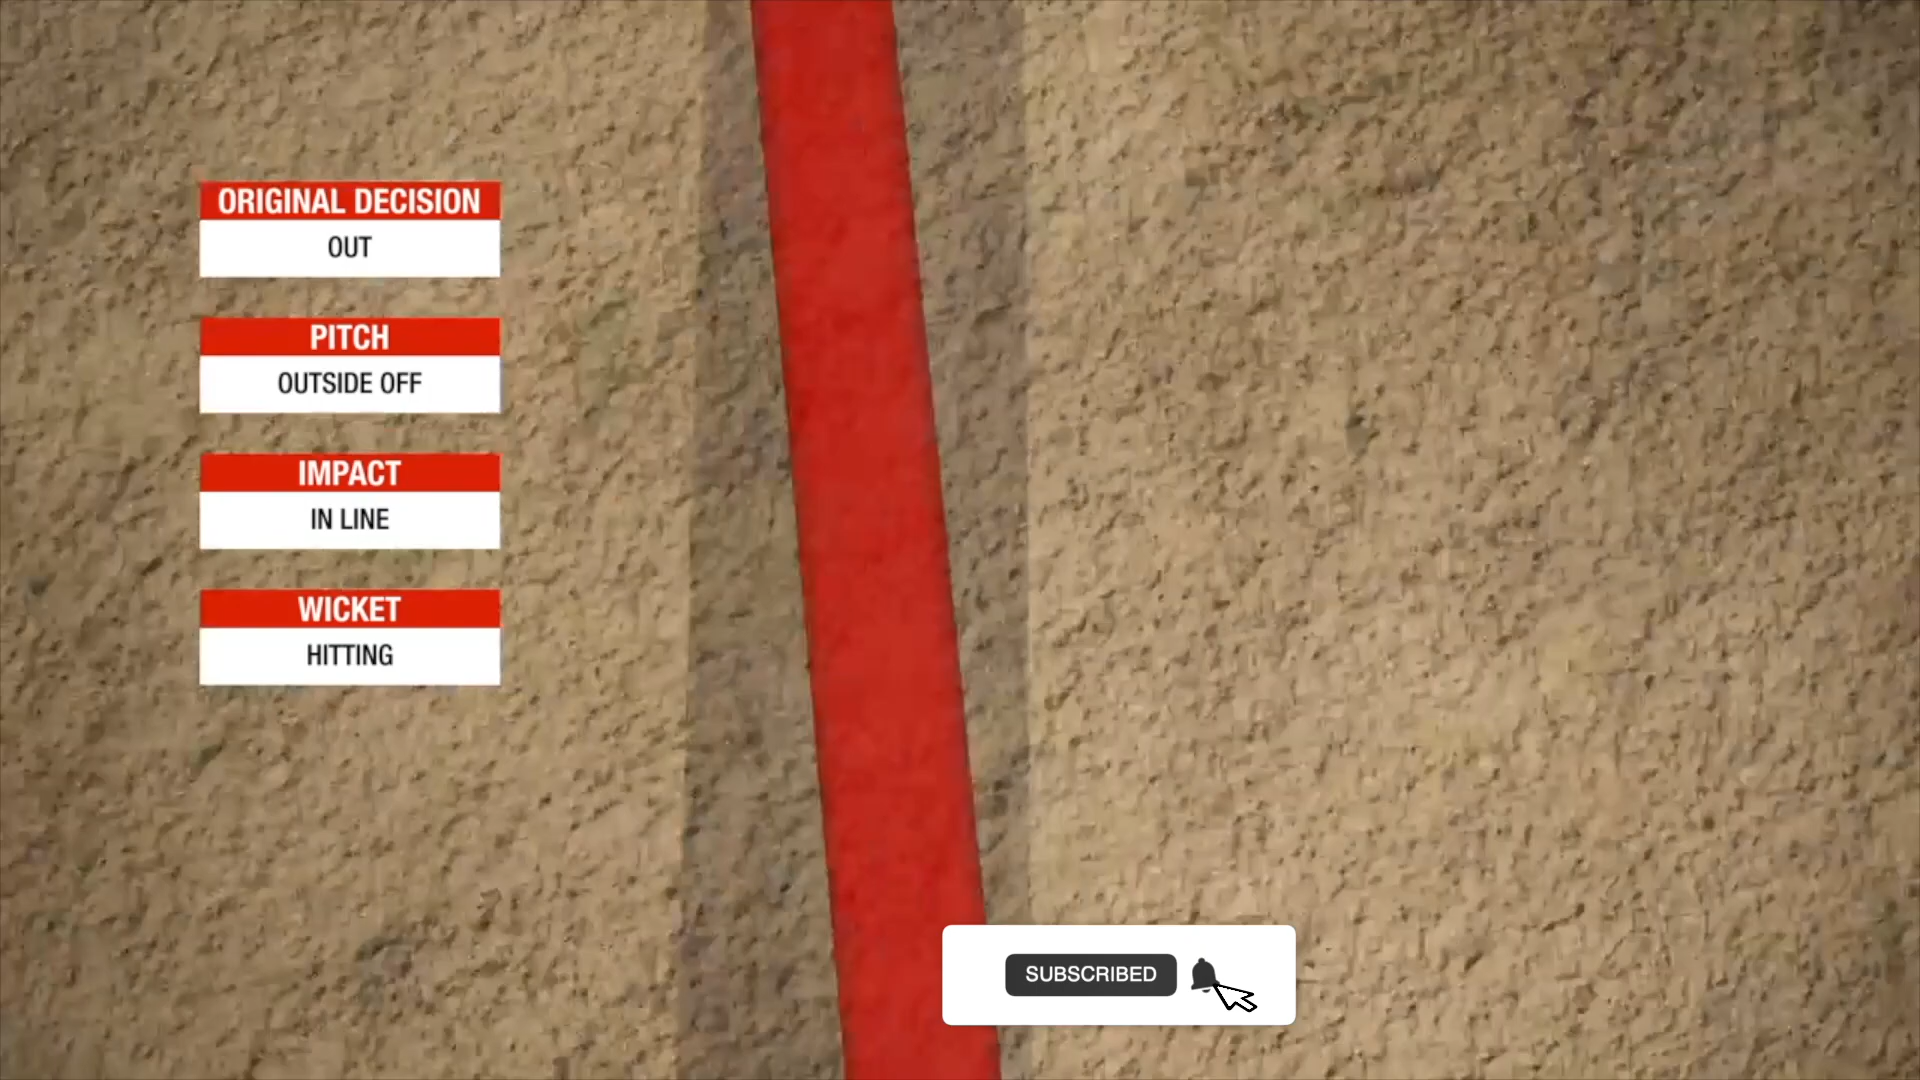 ORIGINAL DECISION
OUT
PITCH
OUTSIDE OFF
IMPACT
IN LINE
WICKET
HITTING
SUBSCRIBED